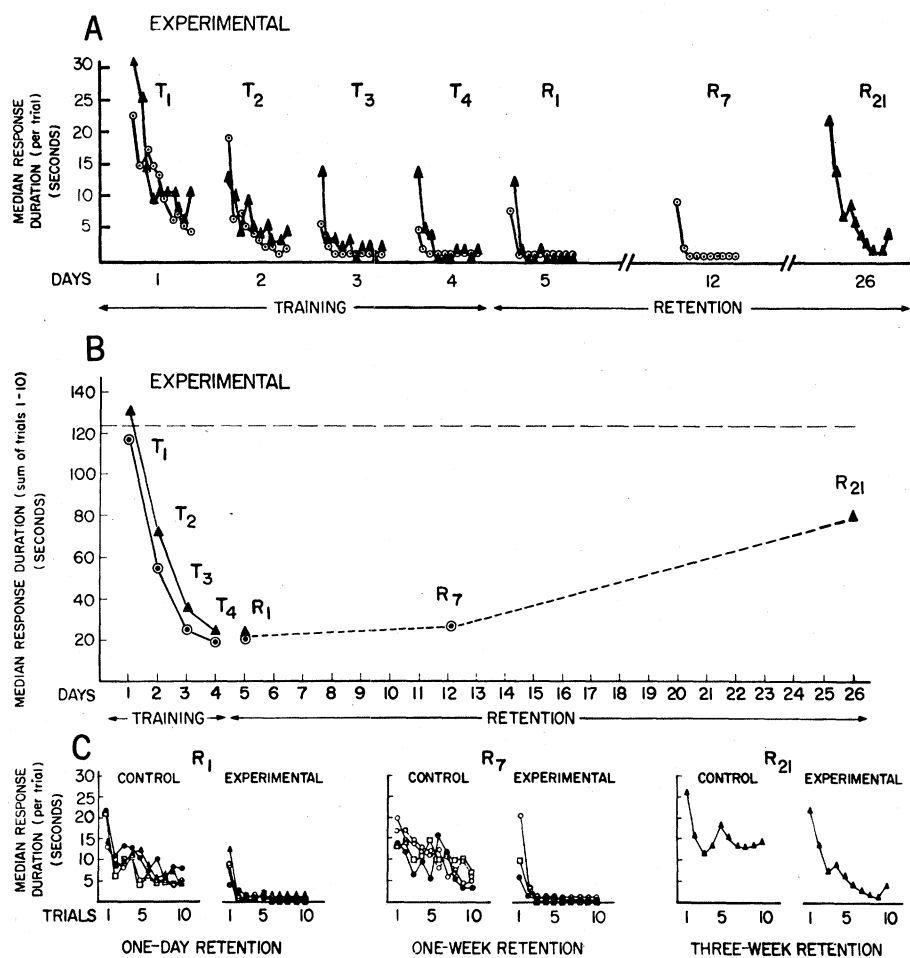 A EXPERIMENTAL
MEDIAN RESPONSE
DURATION (per trial)
(SECONDS)
30
25
20
15
10
5
T1 T2 T3 T4 R1 R7 R21
DAYS 1 2 3 4 5 12 26
TRAINING RETENTION
B
EXPERIMENTAL
MEDIAN RESPONSE DURATION (sum of trials 1-10)
(SECONDS)
140
120
100
80
60
40
20
T1
T2
T3
T4 R1
R7
R21
DAYS 1 2 3 4 5 6 7 8 9 10 11 12 13 14 15 16 17 18 19 20 21 22 23 24 25 26
TRAINING RETENTION
C R1 R7 R21
CONTROL EXPERIMENTAL CONTROL EXPERIMENTAL CONTROL EXPERIMENTAL
MEDIAN RESPONSE
DURATION (per trial)
(SECONDS)
30
25
20
15
10
5
TRIALS 1 5 10 1 5 10 1 5 10 1 5 10 1 5 10 1 5 10
ONE-DAY RETENTION ONE-WEEK RETENTION THREE-WEEK RETENTION